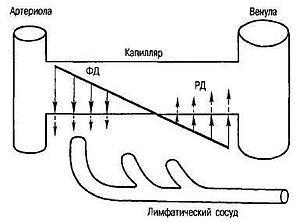 Артериола
Венула
Капилляр
ФД
РД
Лимфатический сосуд